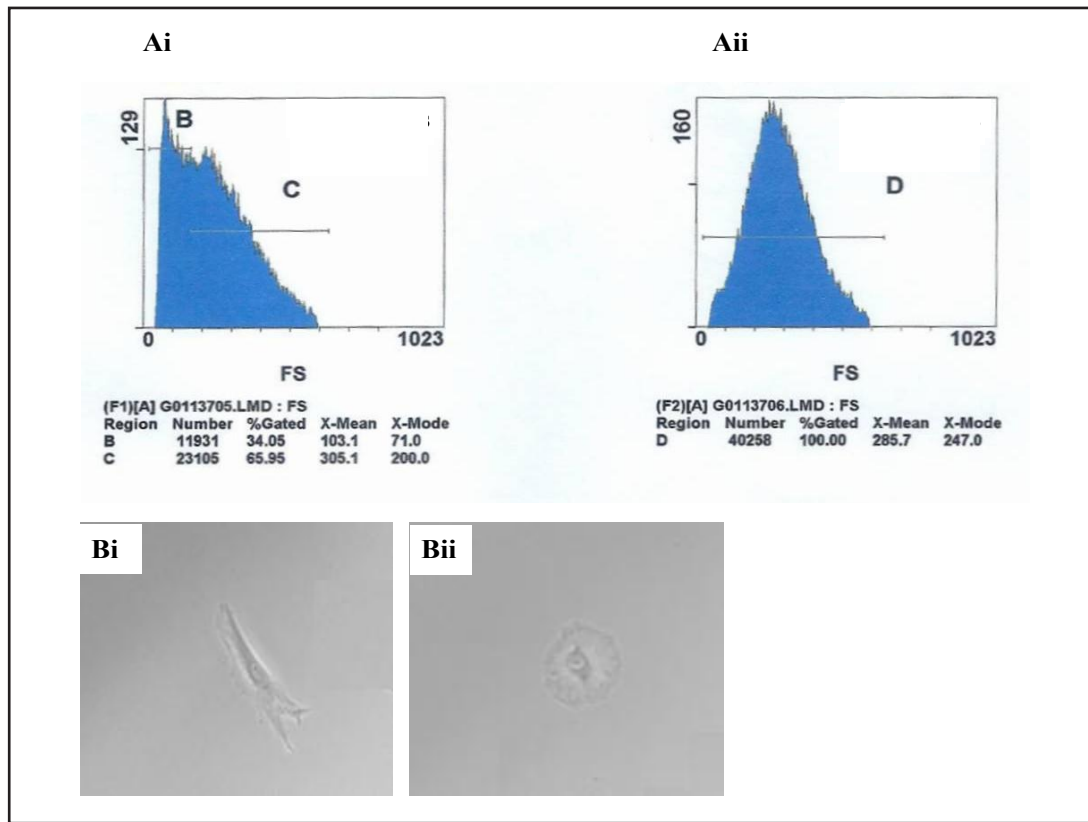 Ai
Aii
129
B
C
0
1023
FS
(F1)[A] G0113705.LMD : FS
Region Number %Gated X-Mean X-Mode
B 11931 34.05 103.1 71.0
C 23105 65.95 305.1 200.0
160
D
0
1023
FS
(F2)[A] G0113706.LMD : FS
Region Number %Gated X-Mean X-Mode
D 40258 100.00 285.7 247.0
Bi
Bii